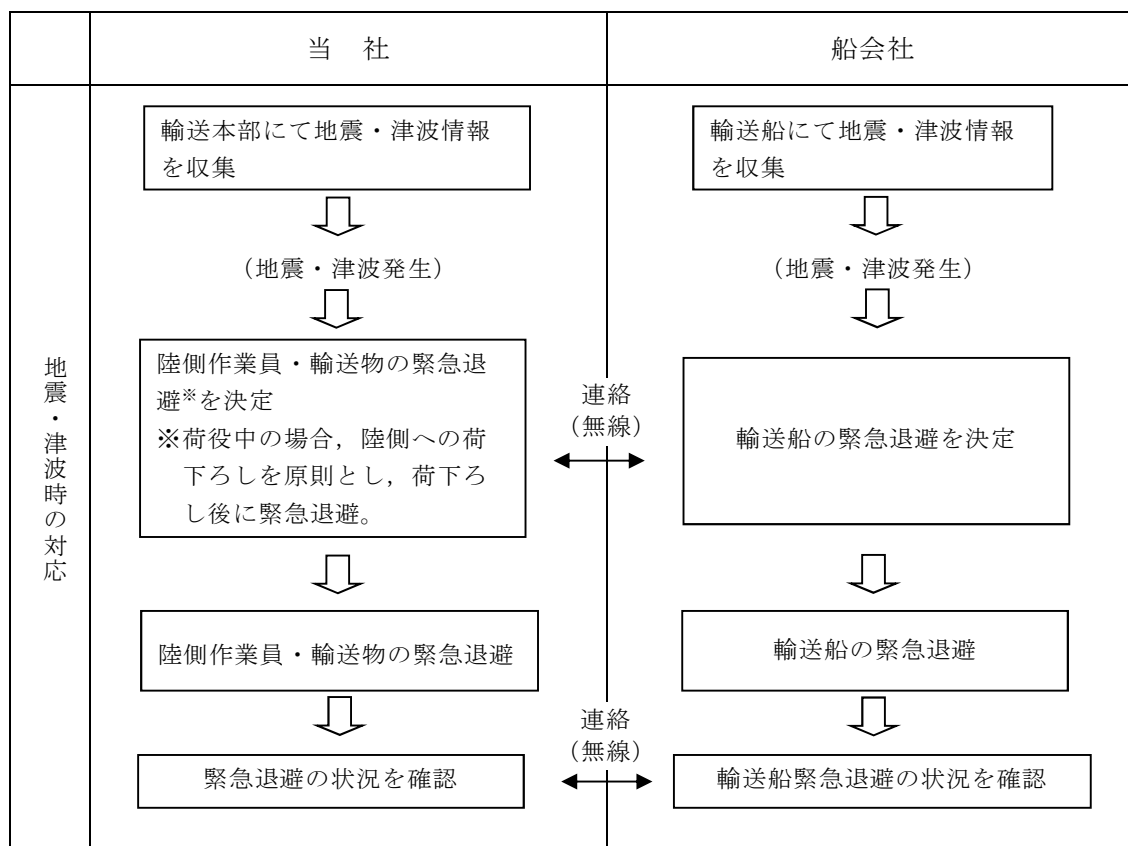 当　社
船会社
地震・津波時の対応
輸送本部にて地震・津波情報
を収集
（地震・津波発生）
陸側作業員・輸送物の緊急退
避※を決定
※荷役中の場合，陸側への荷
下ろしを原則とし，荷下ろ
し後に緊急退避。
陸側作業員・輸送物の緊急退避
緊急退避の状況を確認
連絡
（無線）
連絡
（無線）
輸送船にて地震・津波情報
を収集
（地震・津波発生）
輸送船の緊急退避を決定
輸送船の緊急退避
輸送船緊急退避の状況を確認